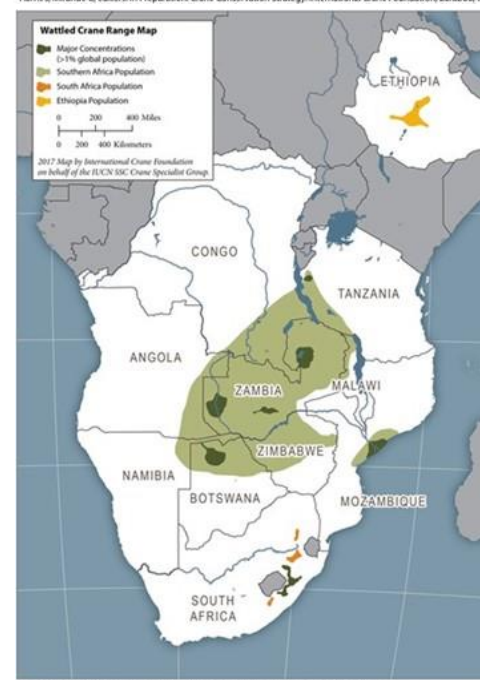 Wattled Crane Range Map
Major Concentrations
(>1% global population)
Southern Africa Population
South Africa Population
Ethiopia Population
0 200 400 Miles
0 200 400 Kilometers
2017 Map by International Crane Foundation
on behalf of the IUCN SSC Crane Specialist Group.
ETHIOPIA
CONGO
TANZANIA
ANGOLA
ZAMBIA
MALAWI
ZIMBABWE
NAMIBIA
BOTSWANA
MOZAMBIQUE
SOUTH
AFRICA